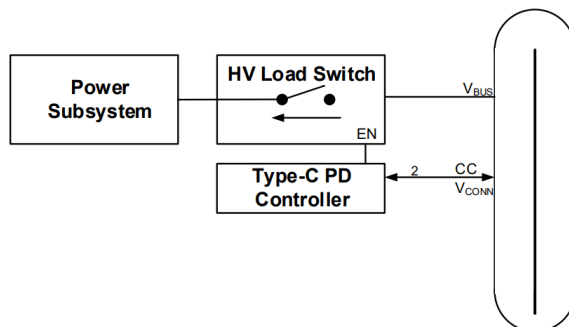 Power
Subsystem
HV Load Switch
EN
V_BUS
Type-C PD
Controller
2
CC
V_CONN